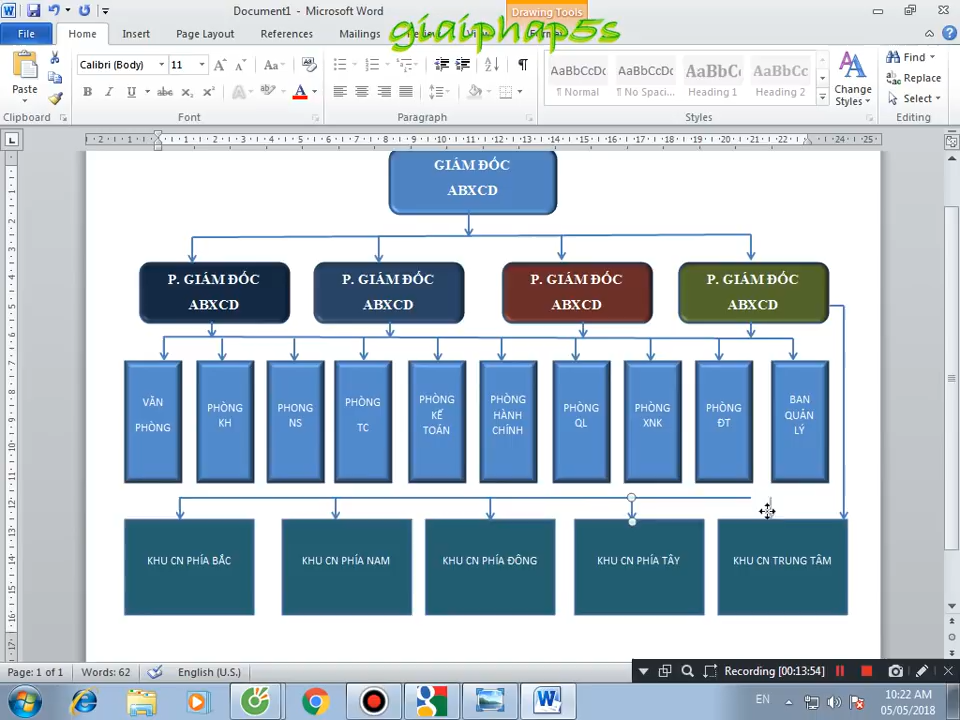 Document1 - Microsoft Word
Drawing Tools
giaiphap5s
File Home Insert Page Layout References Mailings
Calibri (Body) 11
Aa
Paste
Clipboard
Font
Paragraph
AaBbCcDc AaBbCcDc AaBbC AaBbCc
¶ Normal ¶ No Spaci... Heading 1 Heading 2
Change
Styles
Styles
Find
Replace
Select
Editing
GIÁM ĐỐC
ABXCD
P. GIÁM ĐỐC
ABXCD
P. GIÁM ĐỐC
ABXCD
P. GIÁM ĐỐC
ABXCD
P. GIÁM ĐỐC
ABXCD
VĂN
PHÒNG
PHÒNG
KH
PHONG
NS
PHÒNG
TC
PHÒNG
KẾ
TOÁN
PHÒNG
HÀNH
CHÍNH
PHÒNG
QL
PHÒNG
XNK
PHÒNG
ĐT
BAN
QUẢN
LÝ
KHU CN PHÍA BẮC
KHU CN PHÍA NAM
KHU CN PHÍA ĐÔNG
KHU CN PHÍA TÂY
KHU CN TRUNG TÂM
Page: 1 of 1 Words: 62 English (U.S.)
Recording [00:13:54]
EN
10:22 AM
05/05/2018